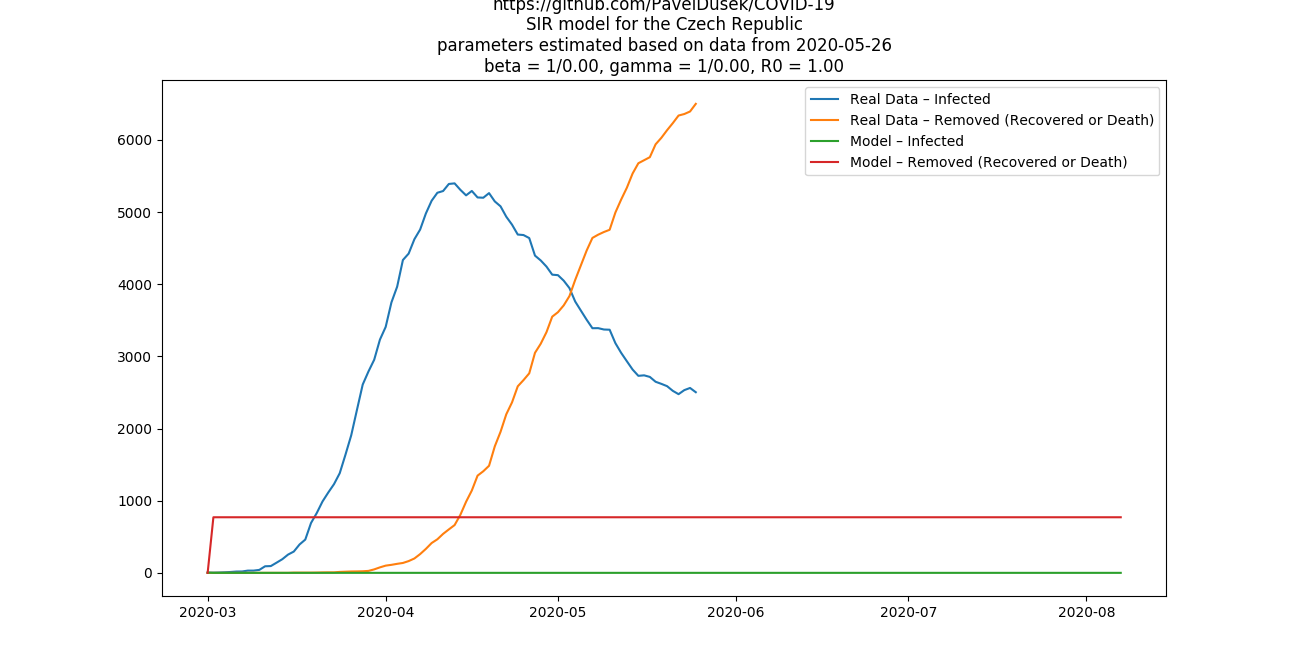 https://github.com/PavelDusek/COVID-19
SIR model for the Czech Republic
parameters estimated based on data from 2020-05-26
beta = 1/0.00, gamma = 1/0.00, R0 = 1.00
Real Data – Infected
Real Data – Removed (Recovered or Death)
Model – Infected
Model – Removed (Recovered or Death)
6000
5000
4000
3000
2000
1000
0
2020-03 2020-04 2020-05 2020-06 2020-07 2020-08